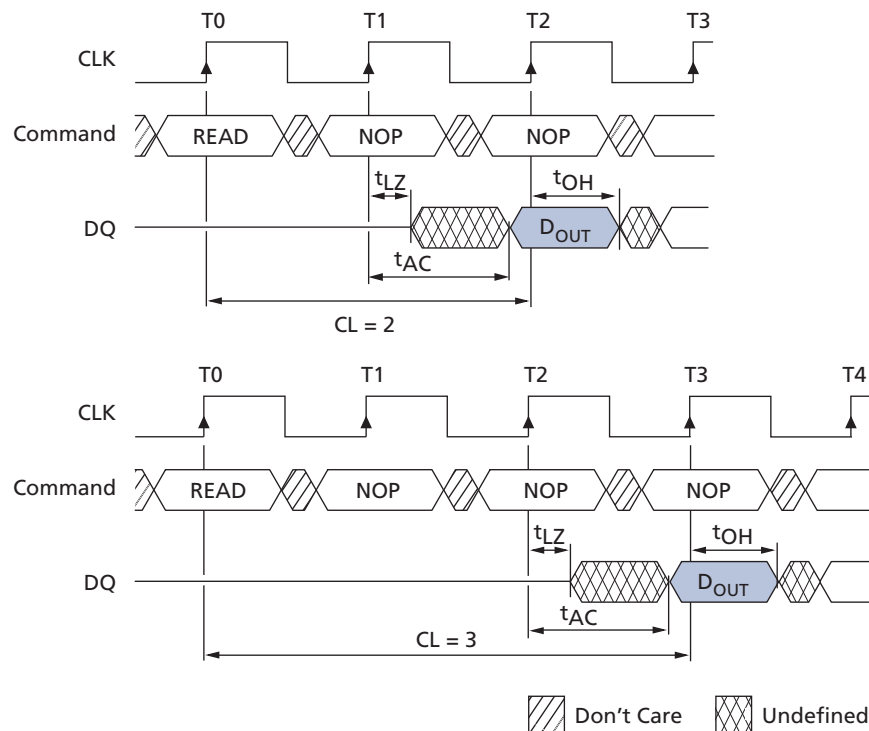 T0 T1 T2 T3
CLK
Command READ NOP NOP
tLZ tOH
DQ DOUT
tAC
CL = 2
T0 T1 T2 T3 T4
CLK
Command READ NOP NOP NOP
tLZ tOH
DQ DOUT
tAC
CL = 3
Don't Care Undefined